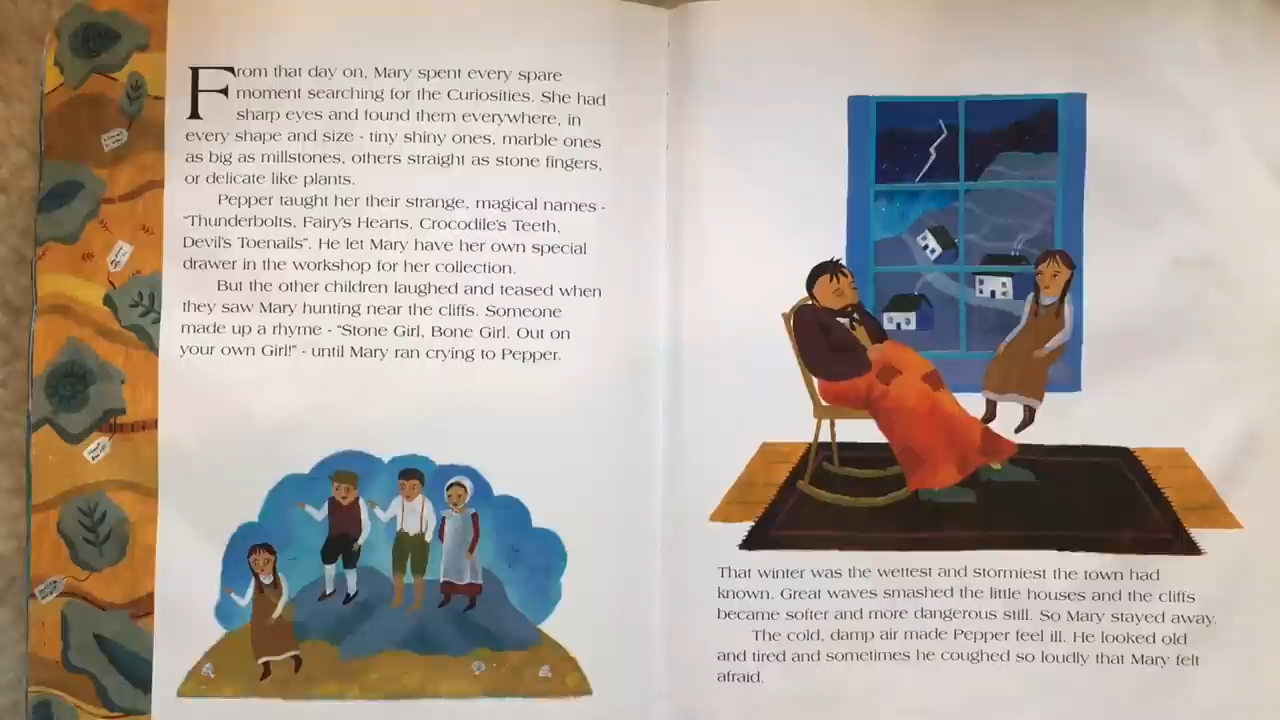 From that day on, Mary spent every spare
moment searching for the Curiosities. She had
sharp eyes and found them everywhere, in
every shape and size - tiny shiny ones, marble ones
as big as millstones, others straight as stone fingers,
or delicate like plants.
Pepper taught her their strange, magical names -
"Thunderbolts, Fairy's Hearts, Crocodile's Teeth,
Devil's Toenails". He let Mary have her own special
drawer in the workshop for her collection.
But the other children laughed and teased when
they saw Mary hunting near the cliffs. Someone
made up a rhyme - "Stone Girl, Bone Girl. Out on
your own Girl!" - until Mary ran crying to Pepper.
That winter was the wettest and stormiest the town had
known. Great waves smashed the little houses and the cliffs
became softer and more dangerous still. So Mary stayed away.
The cold, damp air made Pepper feel ill. He looked old
and tired and sometimes he coughed so loudly that Mary felt
afraid.